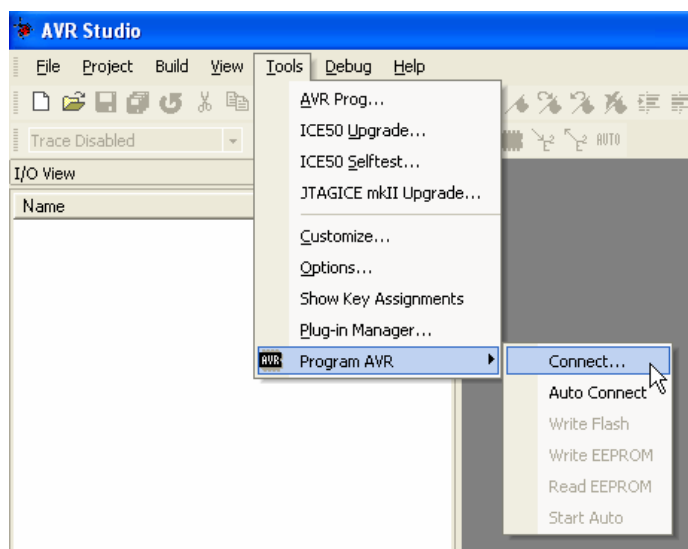 AVR Studio
File Project Build View Tools Debug Help
AVR Prog...
ICE50 Upgrade...
ICE50 Selftest...
JTAGICE mkII Upgrade...
Customize...
Options...
Show Key Assignments
Plug-in Manager...
AVR Program AVR
Connect...
Auto Connect
Write Flash
Write EEPROM
Read EEPROM
Start Auto
Trace Disabled
E² E² AUTO
I/O View
Name